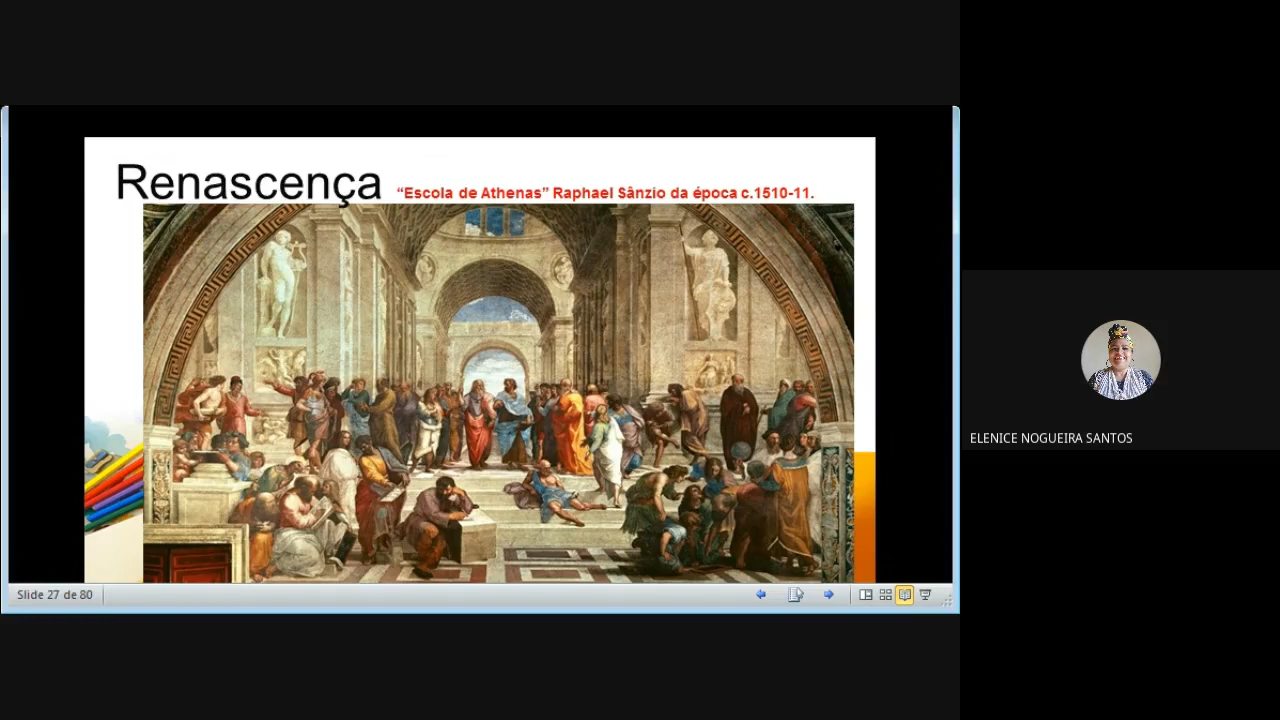 Renascença “Escola de Athenas” Raphael Sânzio da época c.1510-11.
ELENICE NOGUEIRA SANTOS
Slide 27 de 80